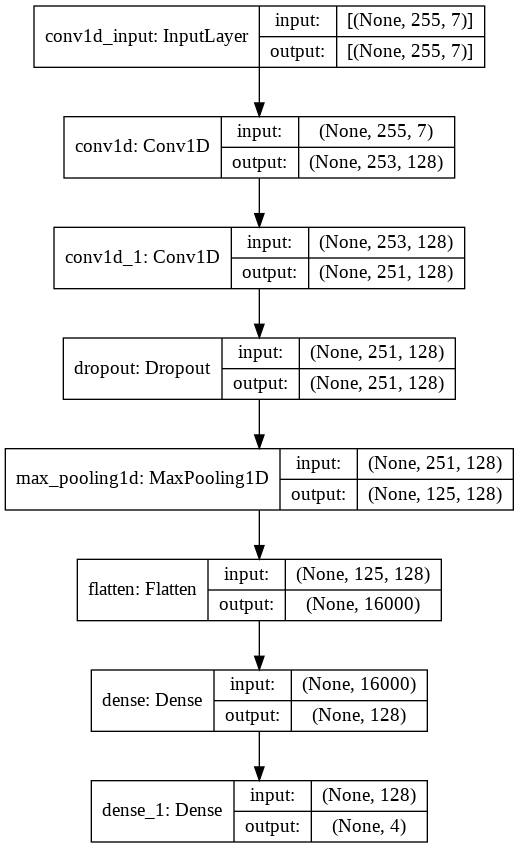 conv1d_input: InputLayer
input:
[(None, 255, 7)]
output:
[(None, 255, 7)]
conv1d: Conv1D
input:
(None, 255, 7)
output:
(None, 253, 128)
conv1d_1: Conv1D
input:
(None, 253, 128)
output:
(None, 251, 128)
dropout: Dropout
input:
(None, 251, 128)
output:
(None, 251, 128)
max_pooling1d: MaxPooling1D
input:
(None, 251, 128)
output:
(None, 125, 128)
flatten: Flatten
input:
(None, 125, 128)
output:
(None, 16000)
dense: Dense
input:
(None, 16000)
output:
(None, 128)
dense_1: Dense
input:
(None, 128)
output:
(None, 4)